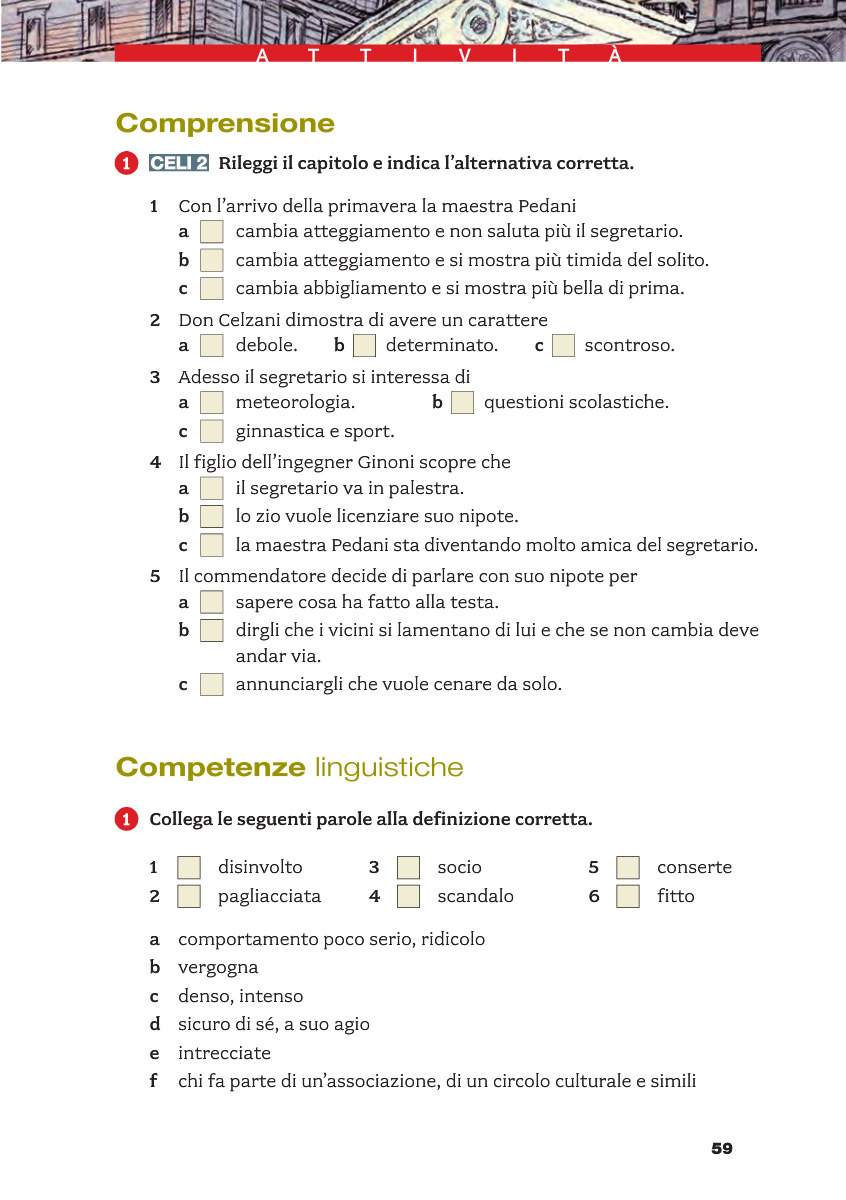 ATTIVITÀ
Comprensione
1 CELI 2 Rileggi il capitolo e indica l'alternativa corretta.
1 Con l'arrivo della primavera la maestra Pedani
a cambia atteggiamento e non saluta più il segretario.
b cambia atteggiamento e si mostra più timida del solito.
c cambia abbigliamento e si mostra più bella di prima.
2 Don Celzani dimostra di avere un carattere
a debole. b determinato. c scontroso.
3 Adesso il segretario si interessa di
a meteorologia. b questioni scolastiche.
c ginnastica e sport.
4 Il figlio dell'ingegner Ginoni scopre che
a il segretario va in palestra.
b lo zio vuole licenziare suo nipote.
c la maestra Pedani sta diventando molto amica del segretario.
5 Il commendatore decide di parlare con suo nipote per
a sapere cosa ha fatto alla testa.
b dirgli che i vicini si lamentano di lui e che se non cambia deve
andar via.
c annunciargli che vuole cenare da solo.
Competenze linguistiche
1 Collega le seguenti parole alla definizione corretta.
1 disinvolto 3 socio 5 conserte
2 pagliacciata 4 scandalo 6 fitto
a comportamento poco serio, ridicolo
b vergogna
c denso, intenso
d sicuro di sé, a suo agio
e intrecciate
f chi fa parte di un'associazione, di un circolo culturale e simili
59